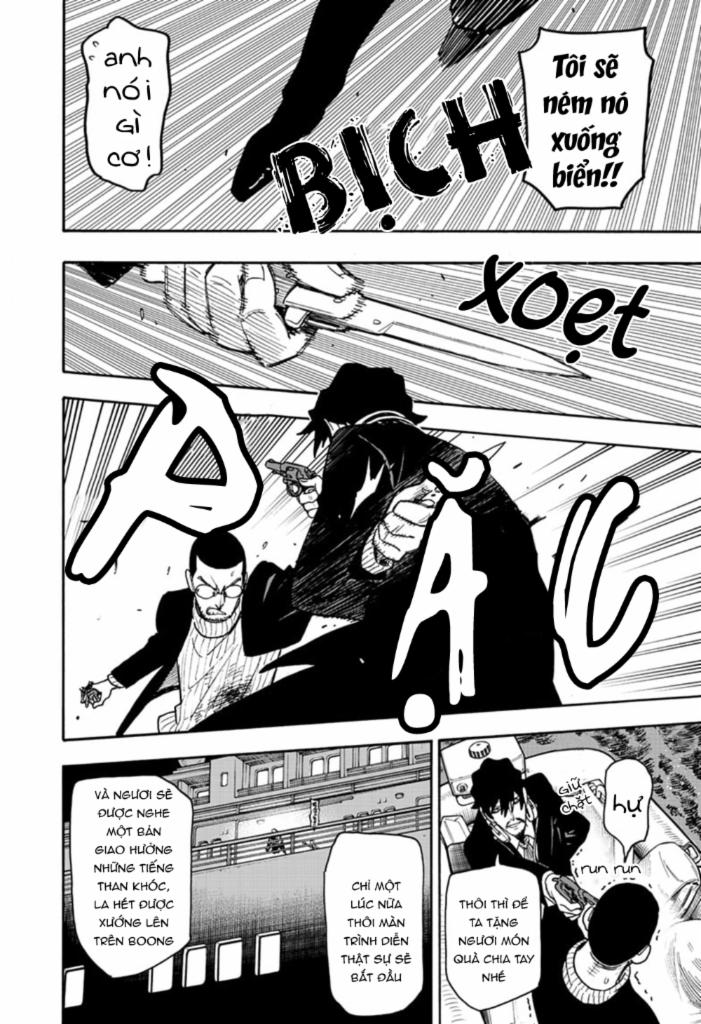 Tôi sẽ
ném nó
xuống
biển!!
BỊCH
anh
nói
gì
cơ!
xoẹt
PẶC
hự
giữ
chặt
run run
THÔI THÌ ĐỂ
TA TẶNG
NGƯƠI MÓN
QUÀ CHIA TAY
NHÉ
CHỈ MỘT
LÚC NỮA
THÔI MÀN
TRÌNH DIỄN
THẬT SỰ SẼ
BẮT ĐẦU
VÀ NGƯƠI SẼ
ĐƯỢC NGHE
MỘT BẢN
GIAO HƯỞNG
NHỮNG TIẾNG
THAN KHÓC,
LA HÉT ĐƯỢC
XƯỚNG LÊN
TRÊN BOONG